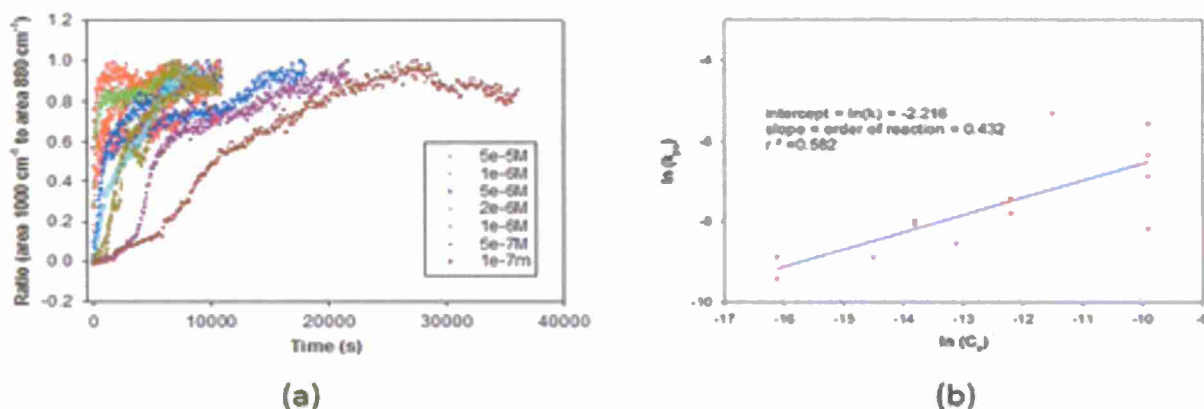 Ratio (area 1000 cm⁻¹ to area 880 cm⁻¹)
1.2
1.0
0.8
0.6
0.4
0.2
0.0
-0.2
0 10000 20000 30000 40000
Time (s)
5e-5M
1e-6M
5e-6M
2e-6M
1e-6M
5e-7M
1e-7m
(a)
-4
-6
-8
-10
intercept = ln(k) = -2.216
slope = order of reaction = 0.432
r² =0.582
-17 -16 -15 -14 -13 -12 -11 -10 -9
ln (C
(b)